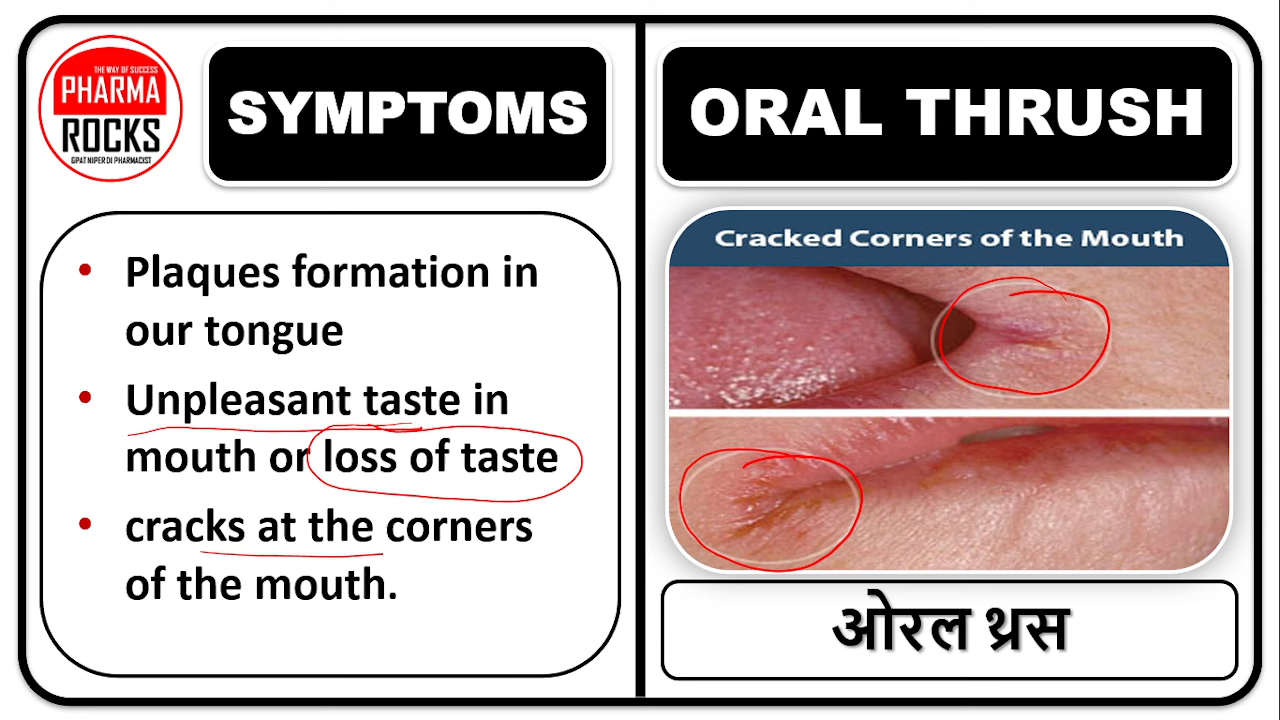 THE WAY OF SUCCESS
PHARMA
ROCKS
GPAT NIPER DI PHARMACIST
SYMPTOMS
• Plaques formation in
our tongue
• Unpleasant taste in
mouth or loss of taste
• cracks at the corners
of the mouth.
ORAL THRUSH
Cracked Corners of the Mouth
ओरल थ्रस